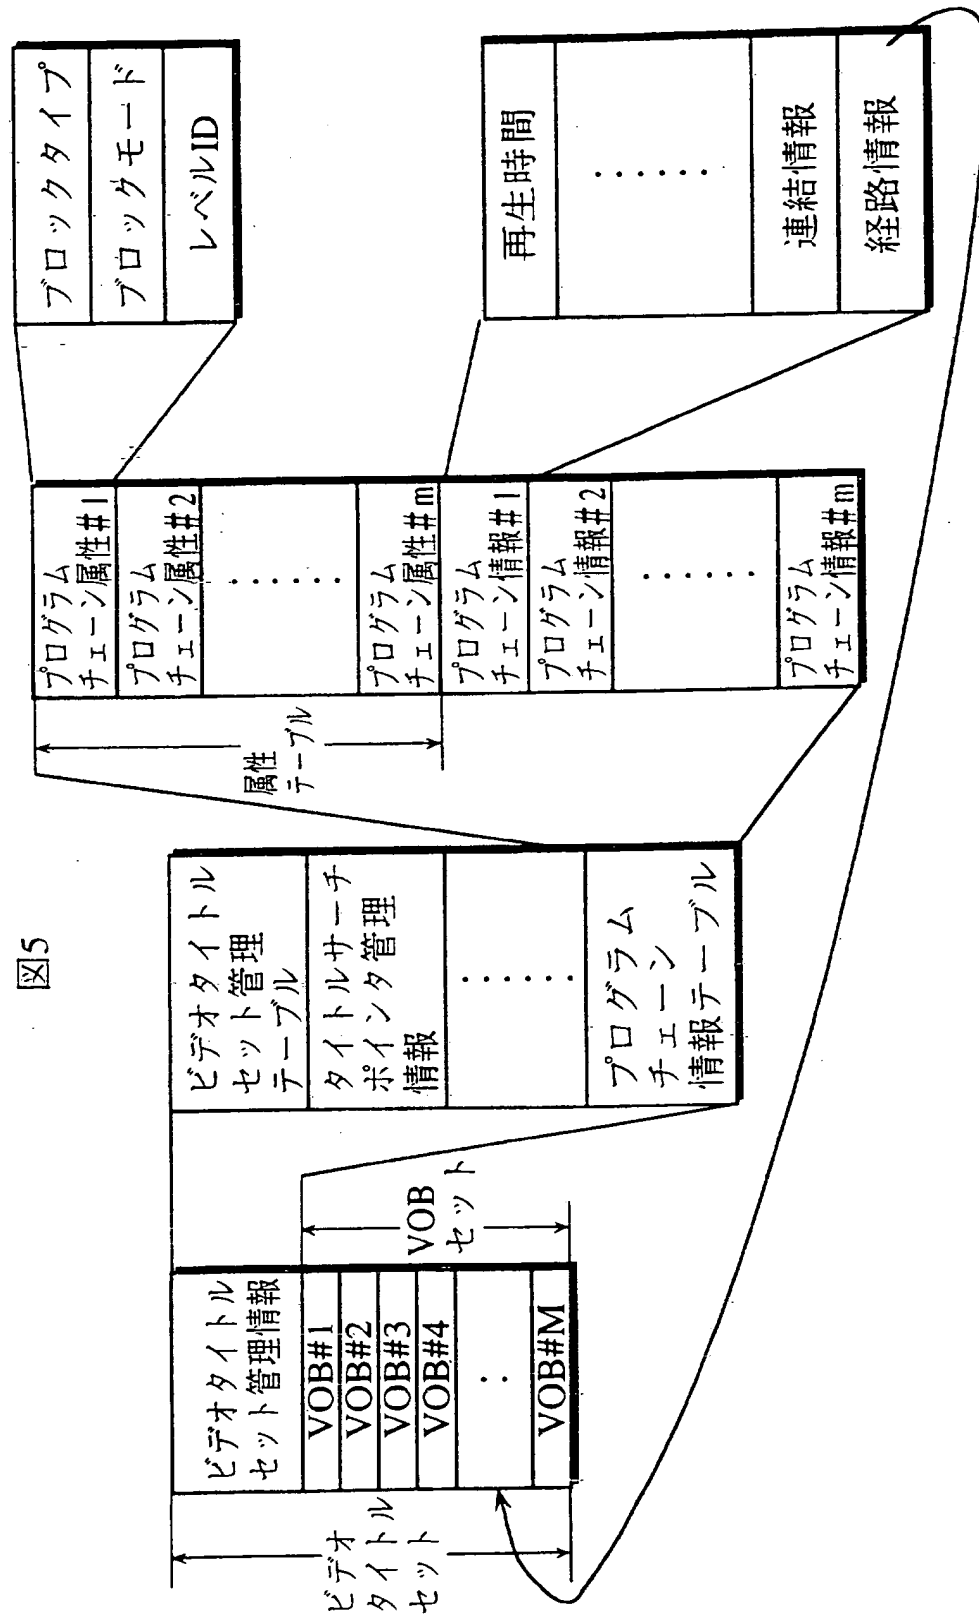 図5
ビデオ
タイトル
セット
ビデオタイトル
セット管理情報
VOB#1
VOB#2
VOB#3
VOB#4
:
VOB#M
VOB
セット
ビデオタイトル
セット管理
テーブル
タイトルサーチ
ポインタ管理
情報
・・・・・・
プログラム
チェーン
情報テーブル
属性
テーブル
プログラム
チェーン属性#1
プログラム
チェーン属性#2
・・・・・・
プログラム
チェーン属性#m
プログラム
チェーン情報#1
プログラム
チェーン情報#2
・・・・・・
プログラム
チェーン情報#m
ブロックタイプ
ブロックモード
レベルID
再生時間
・・・・・・
連結情報
経路情報